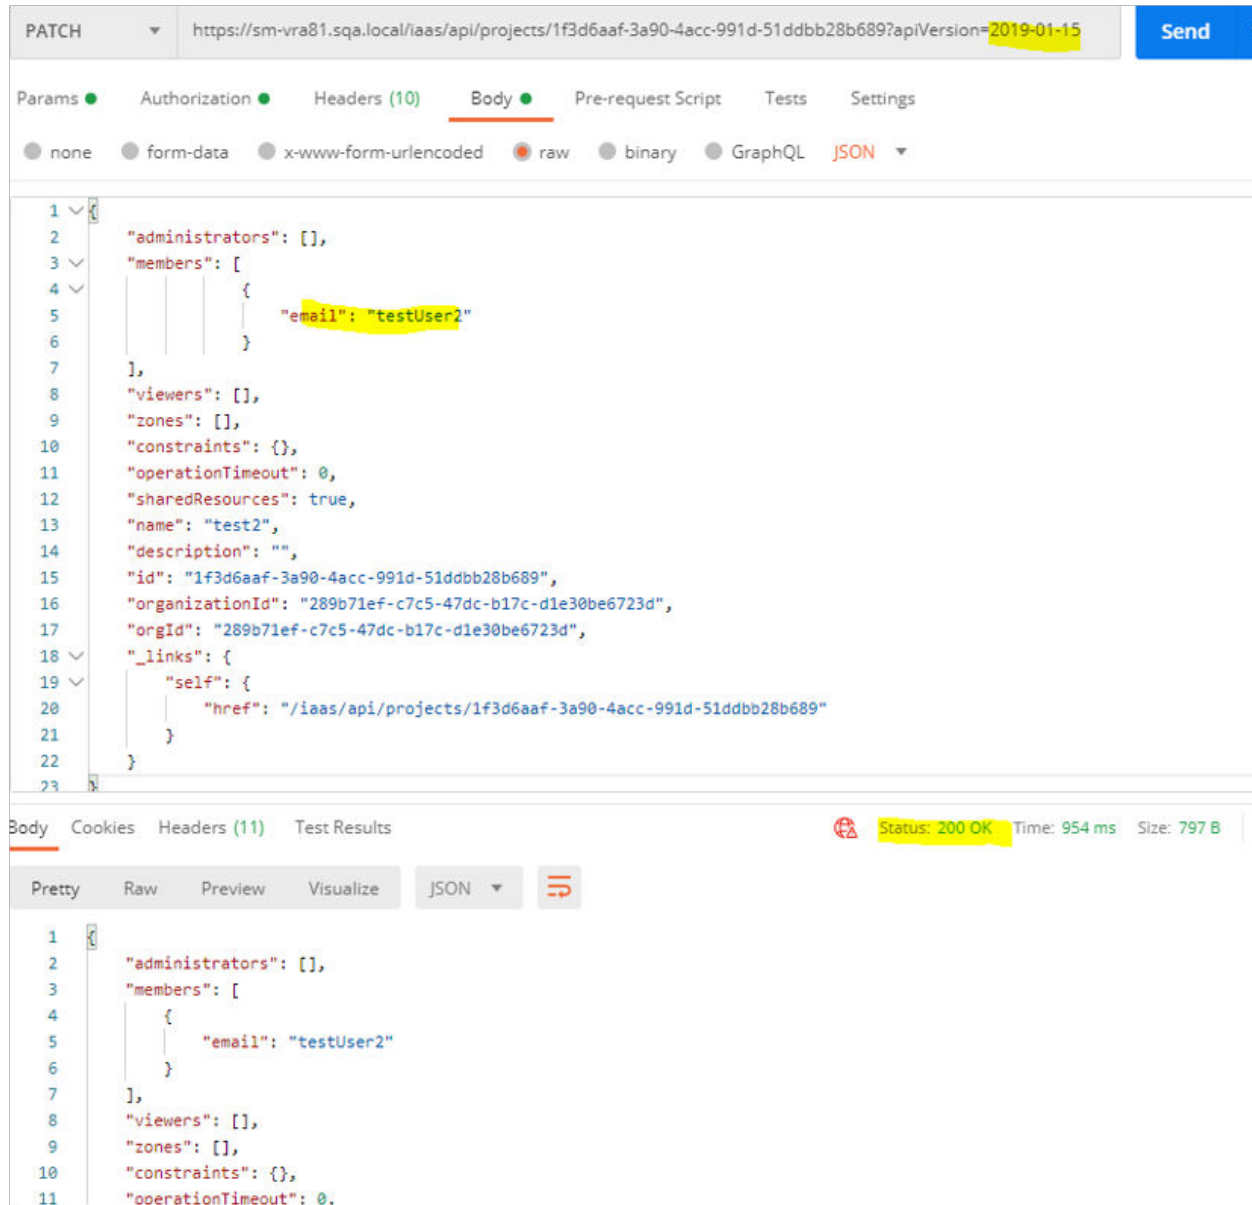 PATCH https://sm-vra81.sqa.local/iaas/api/projects/1f3d6aaf-3a90-4acc-991d-51ddbb28b689?apiVersion=2019-01-15 Send
Params Authorization Headers (10) Body Pre-request Script Tests Settings
none form-data x-www-form-urlencoded raw binary GraphQL JSON
1 {
2 "administrators": [],
3 "members": [
4 {
5 "email": "testUser2"
6 }
7 ],
8 "viewers": [],
9 "zones": [],
10 "constraints": {},
11 "operationTimeout": 0,
12 "sharedResources": true,
13 "name": "test2",
14 "description": "",
15 "id": "1f3d6aaf-3a90-4acc-991d-51ddbb28b689",
16 "organizationId": "289b71ef-c7c5-47dc-b17c-d1e30be6723d",
17 "orgId": "289b71ef-c7c5-47dc-b17c-d1e30be6723d",
18 "_links": {
19 "self": {
20 "href": "/iaas/api/projects/1f3d6aaf-3a90-4acc-991d-51ddbb28b689"
21 }
22 }
23 }
Body Cookies Headers (11) Test Results Status: 200 OK Time: 954 ms Size: 797 B
Pretty Raw Preview Visualize JSON
1 {
2 "administrators": [],
3 "members": [
4 {
5 "email": "testUser2"
6 }
7 ],
8 "viewers": [],
9 "zones": [],
10 "constraints": {},
11 "operationTimeout": 0,